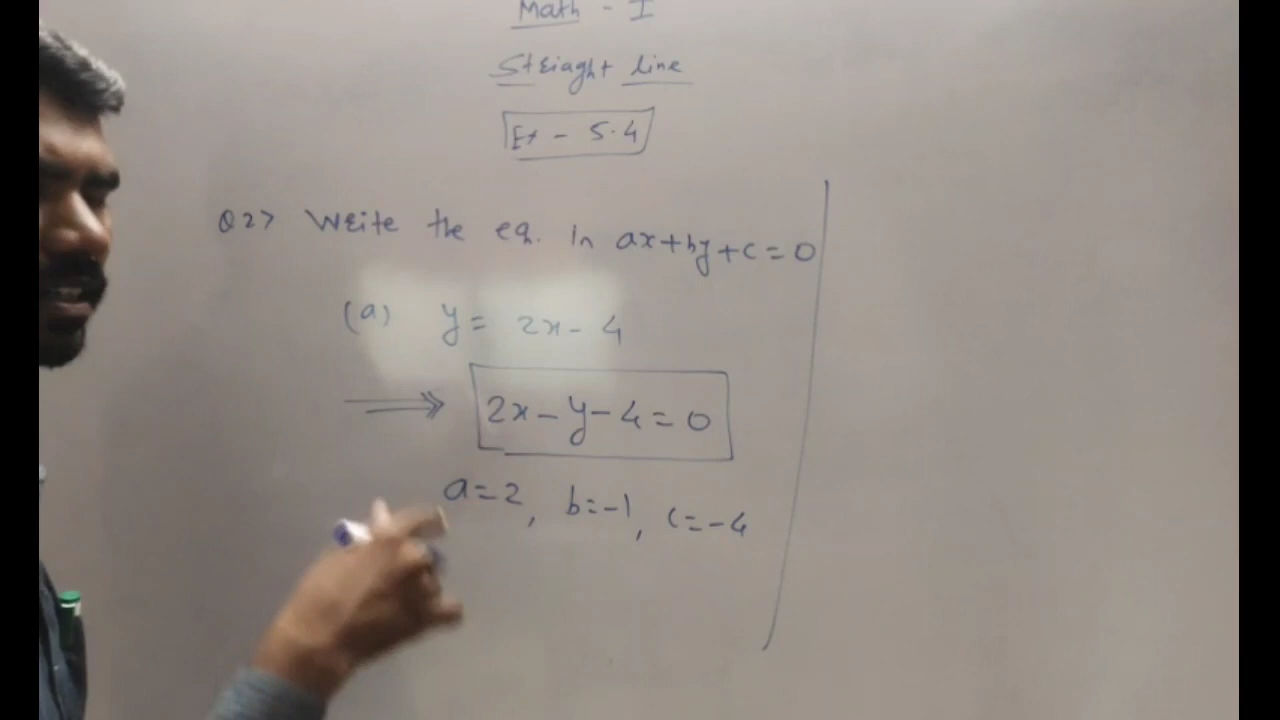 Math - I
Straight line
Ex - 5.4
Q2> Write the eq. in ax+by+c=0
(a) y = 2x - 4
⟹ 2x - y - 4 = 0
a=2, b=-1, c=-4